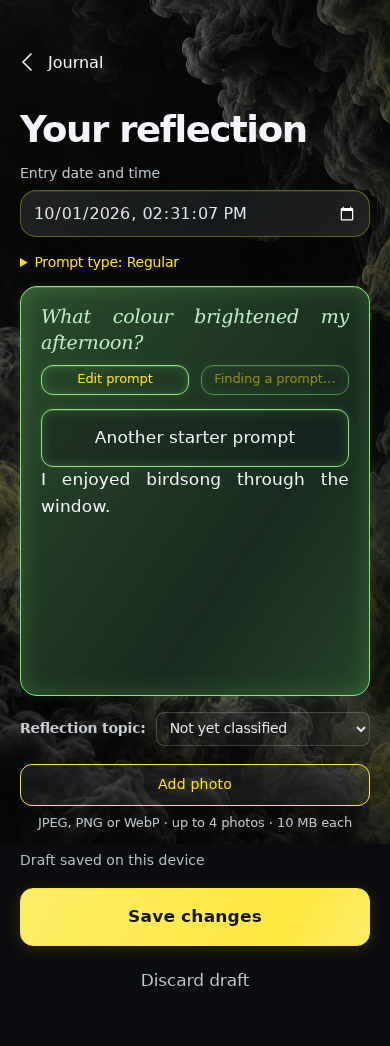 Journal
Your reflection
Entry date and time
10/01/2026, 02:31:07 PM
Prompt type: Regular
What colour brightened my
afternoon?
Edit prompt
Finding a prompt…
Another starter prompt
I enjoyed birdsong through the
window.
Reflection topic: Not yet classified
Add photo
JPEG, PNG or WebP · up to 4 photos · 10 MB each
Draft saved on this device
Save changes
Discard draft